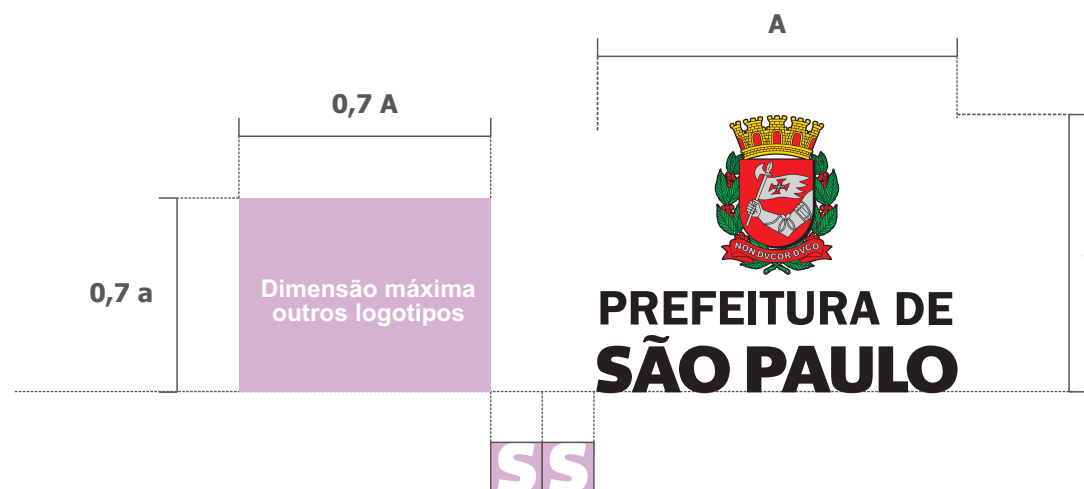 A
0,7 A
NON DVCOR DVCO
0,7 a
Dimensão máxima
outros logotipos
PREFEITURA DE
SÃO PAULO
S S